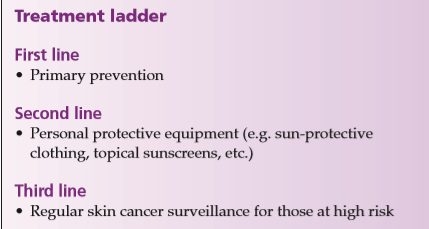 Treatment ladder
First line
• Primary prevention
Second line
• Personal protective equipment (e.g. sun-protective
clothing, topical sunscreens, etc.)
Third line
• Regular skin cancer surveillance for those at high risk